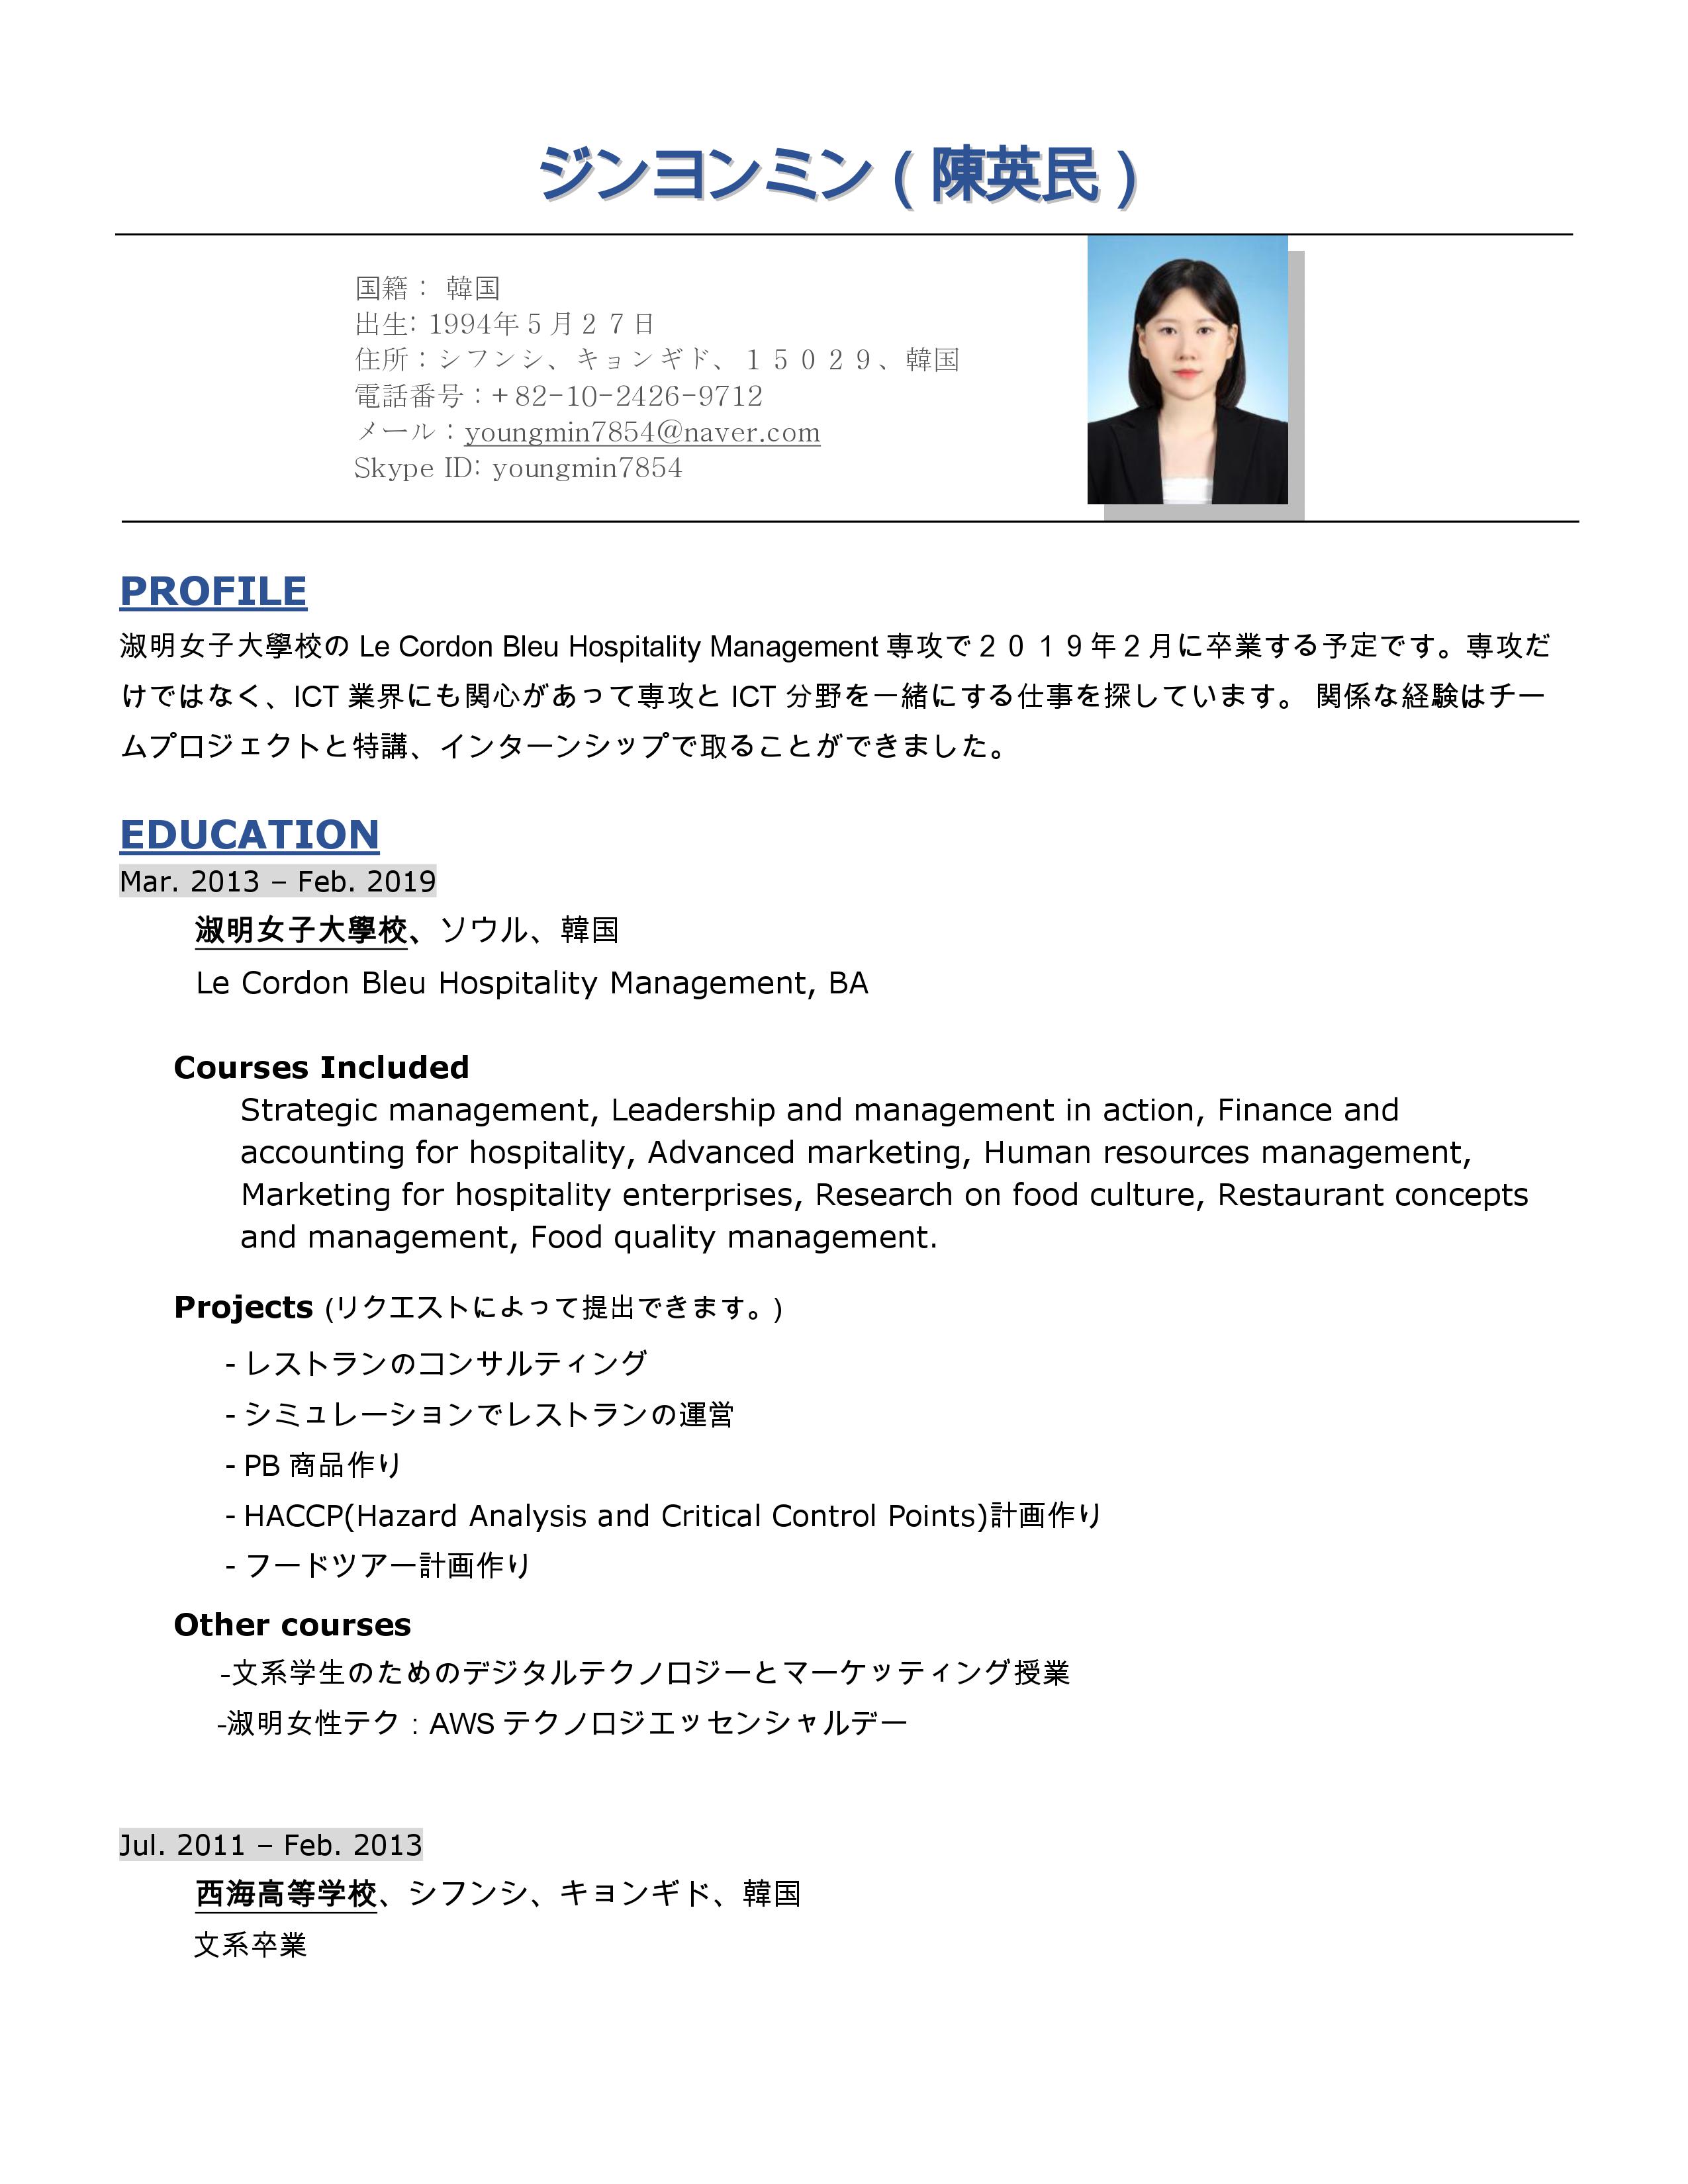 ジンヨンミン ( 陳英民 )
国籍： 韓国
出生: 1994年５月２７日
住所：シフンシ、キョンギド、１５０２９、韓国
電話番号：+82-10-2426-9712
メール：youngmin7854@naver.com
Skype ID: youngmin7854
PROFILE
淑明女子大學校の Le Cordon Bleu Hospitality Management 専攻で２０１９年２月に卒業する予定です。専攻だ
けではなく、ICT 業界にも関心があって専攻と ICT 分野を一緒にする仕事を探しています。 関係な経験はチー
ムプロジェクトと特講、インターンシップで取ることができました。
EDUCATION
Mar. 2013 – Feb. 2019
淑明女子大學校、ソウル、韓国
Le Cordon Bleu Hospitality Management, BA
Courses Included
Strategic management, Leadership and management in action, Finance and
accounting for hospitality, Advanced marketing, Human resources management,
Marketing for hospitality enterprises, Research on food culture, Restaurant concepts
and management, Food quality management.
Projects (リクエストによって提出できます。)
- レストランのコンサルティング
- シミュレーションでレストランの運営
- PB 商品作り
- HACCP(Hazard Analysis and Critical Control Points)計画作り
- フードツアー計画作り
Other courses
-文系学生のためのデジタルテクノロジーとマーケッティング授業
-淑明女性テク：AWS テクノロジエッセンシャルデー
Jul. 2011 – Feb. 2013
西海高等学校、シフンシ、キョンギド、韓国
文系卒業